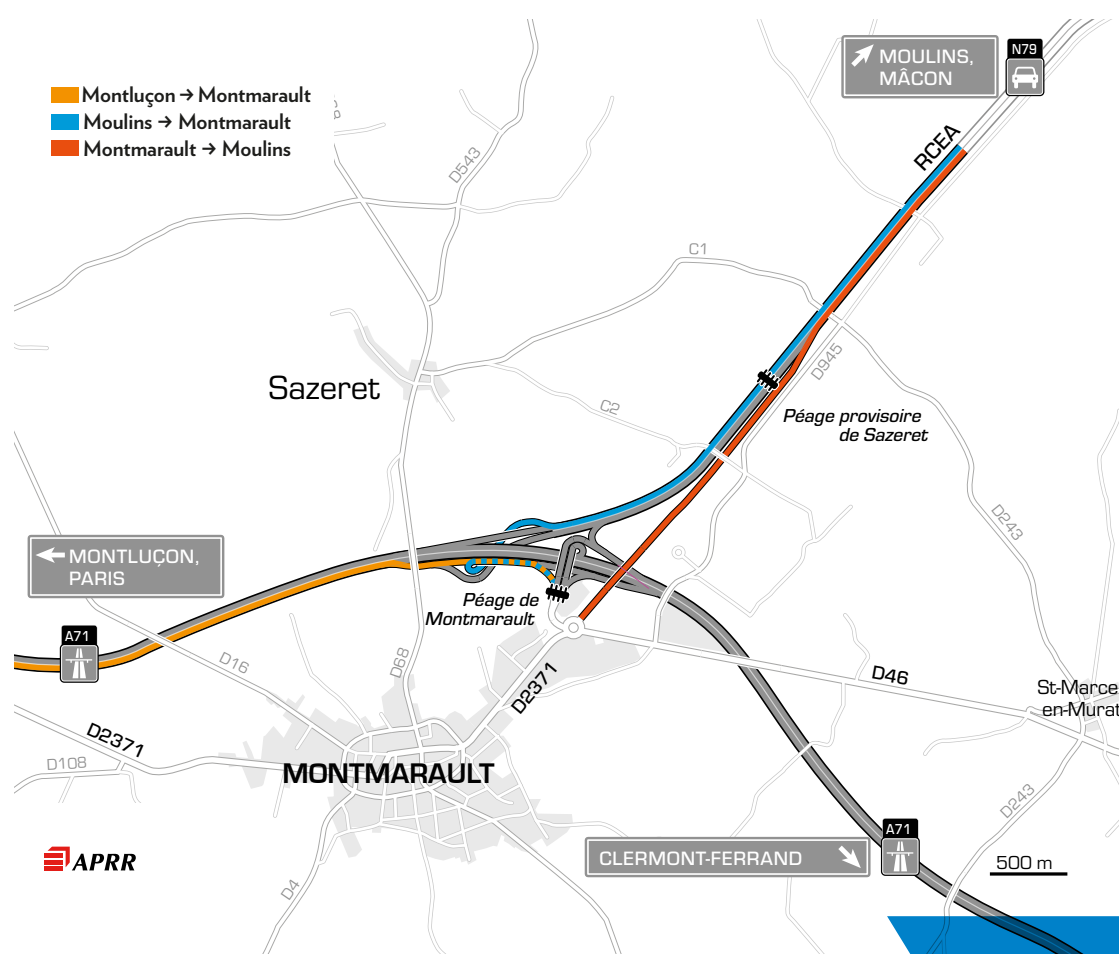 N79
MOULINS,
MÂCON
Montluçon → Montmarault
Moulins → Montmarault
Montmarault → Moulins
D543
RCEA
C1
Sazeret
D945
C2
Péage provisoire
de Sazeret
D243
MONTLUÇON,
PARIS
Péage de
Montmarault
A71
D16
D68
D2371
D46
St-Marce
en-Murat
D2371
D108
MONTMARAULT
D243
A71
CLERMONT-FERRAND
500 m
APRR
D4